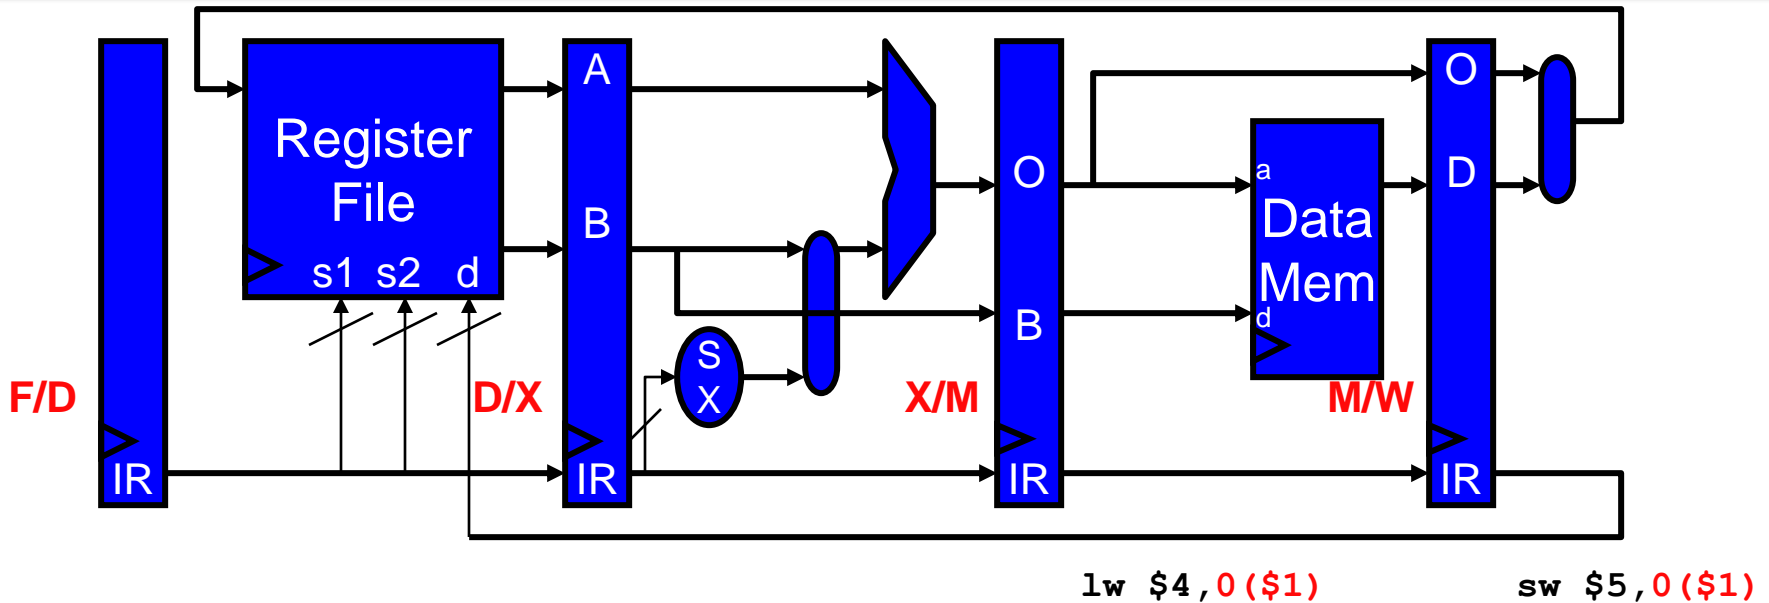 Register
File
s1 s2 d
A
B
S
X
O
B
a
Data
Mem
d
O
D
F/D
D/X
X/M
M/W
IR
IR
IR
IR
lw $4,0($1)
sw $5,0($1)